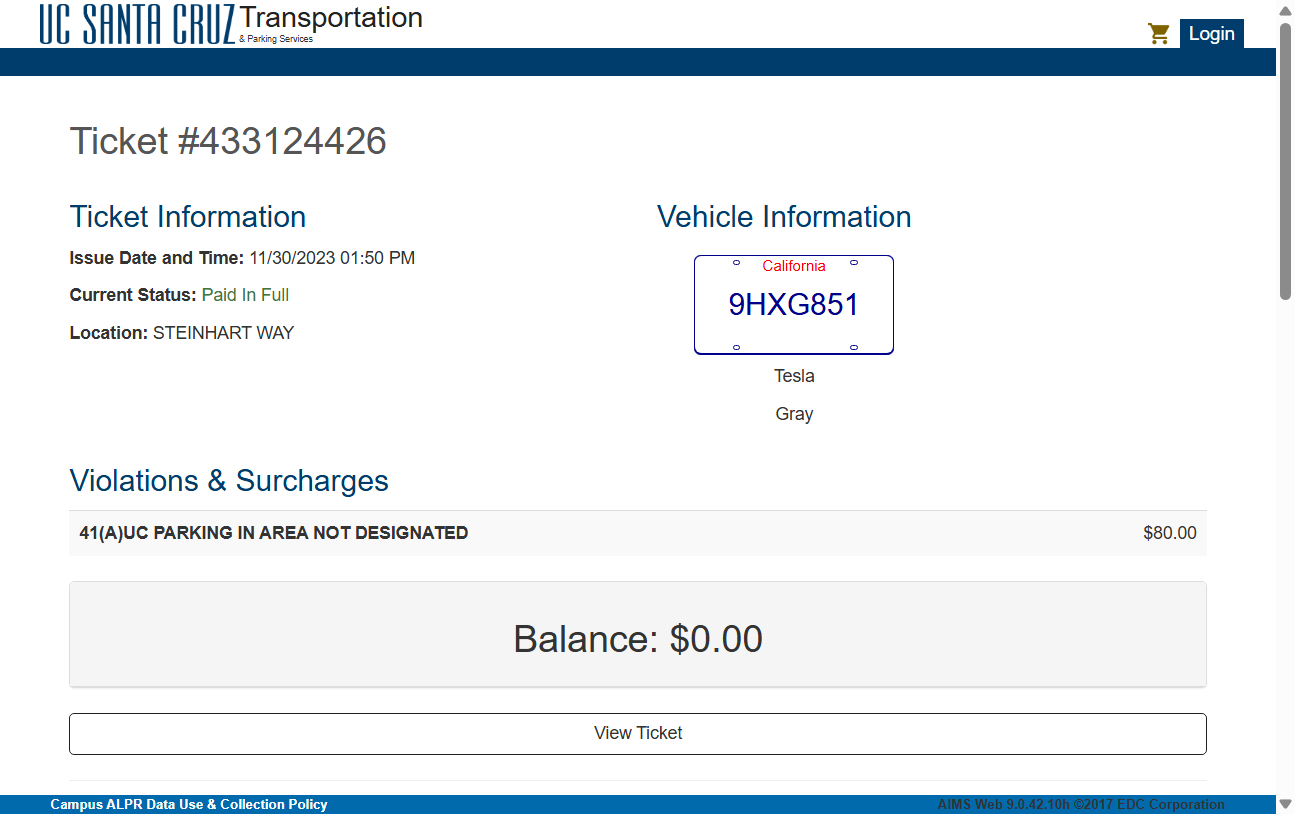 UC SANTA CRUZ Transportation
& Parking Services
Login
Ticket #433124426
Ticket Information
Issue Date and Time: 11/30/2023 01:50 PM
Current Status: Paid In Full
Location: STEINHART WAY
Vehicle Information
California
9HXG851
Tesla
Gray
Violations & Surcharges
41(A)UC PARKING IN AREA NOT DESIGNATED $80.00
Balance: $0.00
View Ticket
Campus ALPR Data Use & Collection Policy
AIMS Web 9.0.42.10h ©2017 EDC Corporation